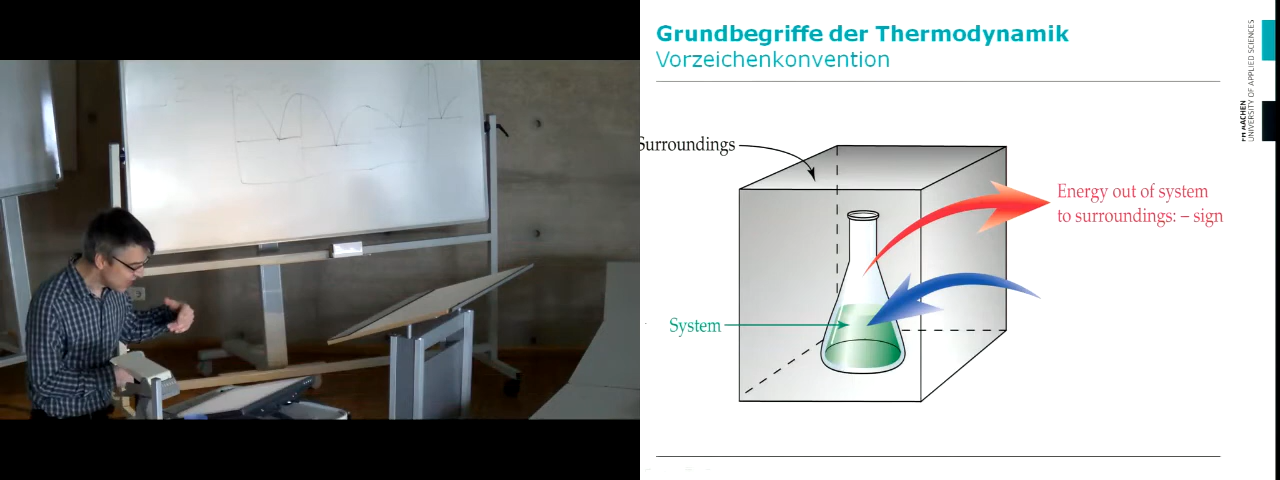 Grundbegriffe der Thermodynamik
Vorzeichenkonvention
FH AACHEN
UNIVERSITY OF APPLIED SCIENCES
Surroundings
Energy out of system
to surroundings: – sign
System